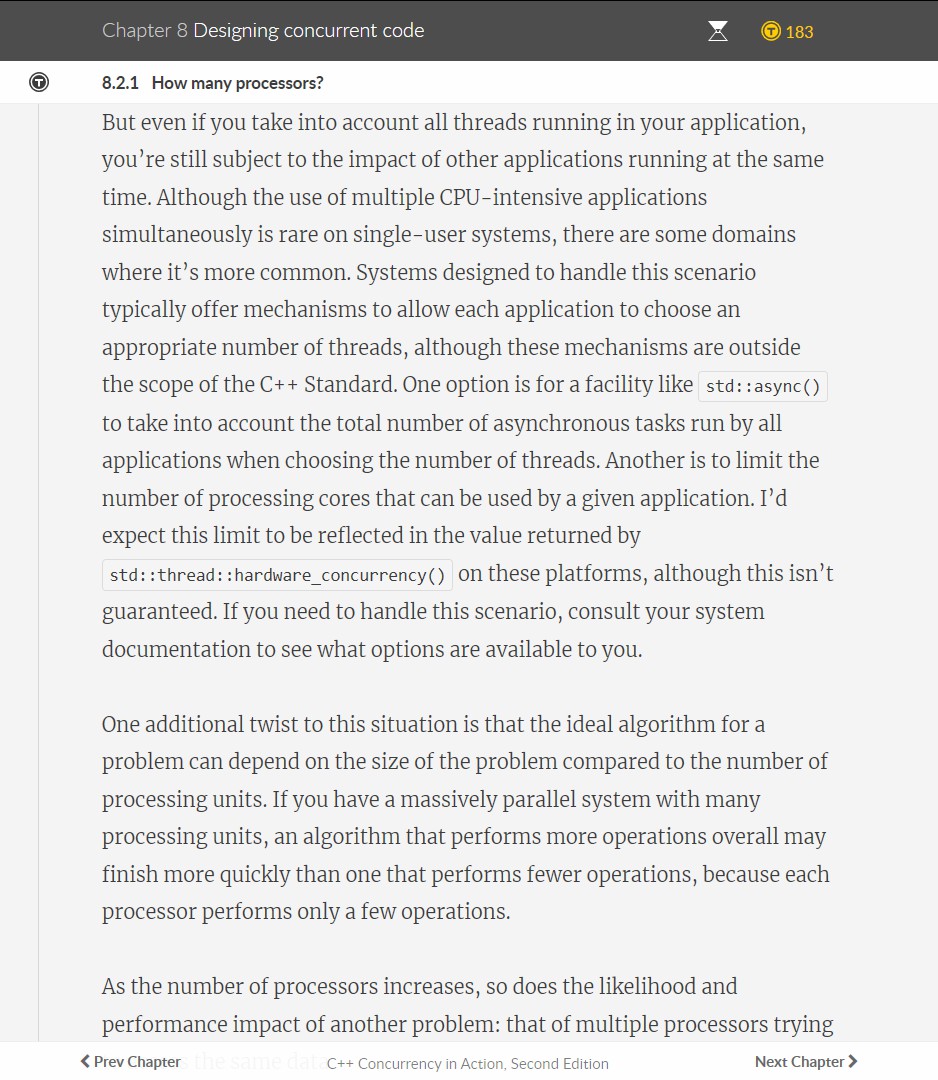 Chapter 8 Designing concurrent code
183
8.2.1 How many processors?
But even if you take into account all threads running in your application,
you’re still subject to the impact of other applications running at the same
time. Although the use of multiple CPU-intensive applications
simultaneously is rare on single-user systems, there are some domains
where it’s more common. Systems designed to handle this scenario
typically offer mechanisms to allow each application to choose an
appropriate number of threads, although these mechanisms are outside
the scope of the C++ Standard. One option is for a facility like std::async()
to take into account the total number of asynchronous tasks run by all
applications when choosing the number of threads. Another is to limit the
number of processing cores that can be used by a given application. I’d
expect this limit to be reflected in the value returned by
std::thread::hardware_concurrency() on these platforms, although this isn’t
guaranteed. If you need to handle this scenario, consult your system
documentation to see what options are available to you.
One additional twist to this situation is that the ideal algorithm for a
problem can depend on the size of the problem compared to the number of
processing units. If you have a massively parallel system with many
processing units, an algorithm that performs more operations overall may
finish more quickly than one that performs fewer operations, because each
processor performs only a few operations.
As the number of processors increases, so does the likelihood and
performance impact of another problem: that of multiple processors trying
s the same data.
Prev Chapter
C++ Concurrency in Action, Second Edition
Next Chapter